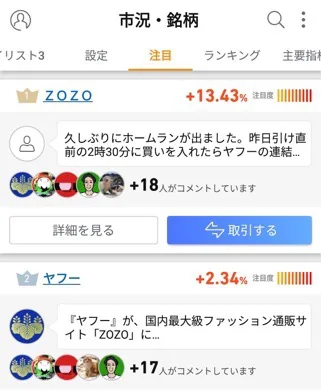 市況・銘柄
イリスト3 設定 注目 ランキング 主要指標
1 ZOZO +13.43% 注目度
久しぶりにホームランが出ました。昨日引け直
前の2時30分に買いを入れたらヤフーの連結…
+18人がコメントしています
詳細を見る 取引する
2 ヤフー +2.34% 注目度
『ヤフー』が、国内最大級ファッション通販サ
イト「ZOZO」に…
+17人がコメントしています